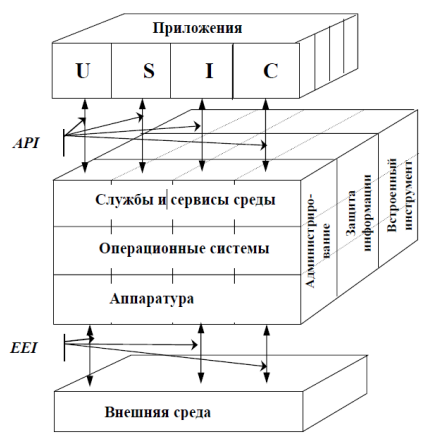 Приложения
U S I C
API
Службы и сервисы среды
Операционные системы
Аппаратура
Администриро-
вание
Защита
информации
Встроенный
инструмент
EEI
Внешняя среда